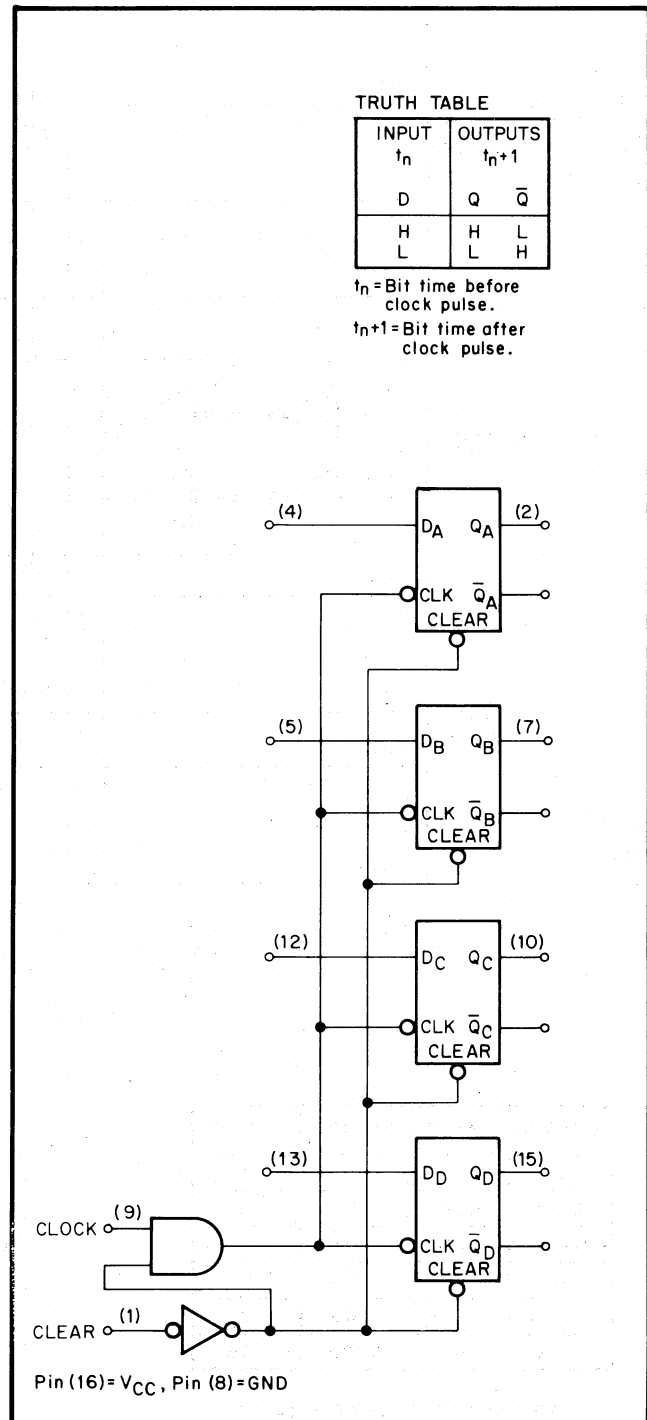 TRUTH TABLE
INPUT OUTPUTS
tn tn+1
D Q Q̅
H H L
L L H
tn=Bit time before
clock pulse.
tn+1=Bit time after
clock pulse.
(4) DA QA (2)
CLK Q̅A
CLEAR
(5) DB QB (7)
CLK Q̅B
CLEAR
(12) DC QC (10)
CLK Q̅C
CLEAR
(13) DD QD (15)
CLOCK (9) CLK Q̅D
CLEAR
CLEAR (1)
Pin (16)=VCC, Pin (8)=GND